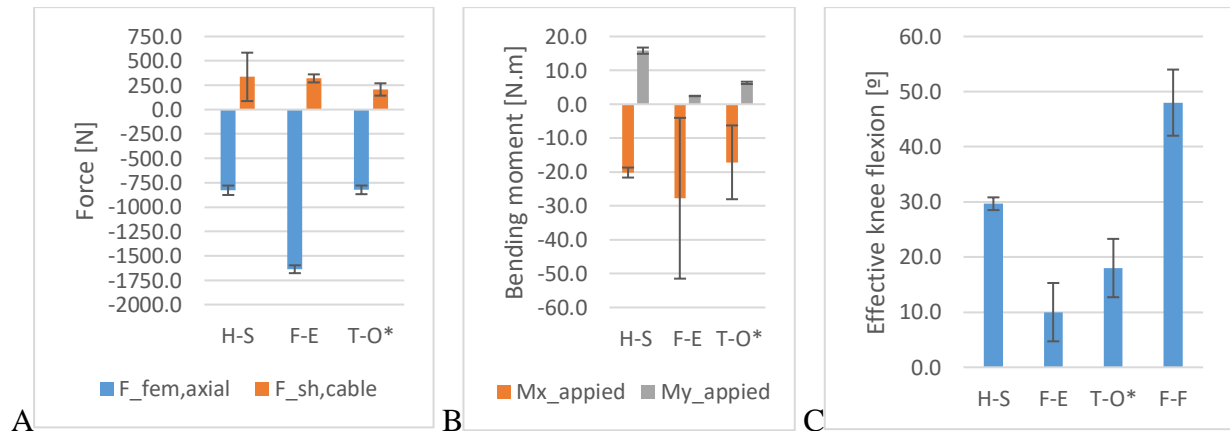 Force [N]
750.0
500.0
250.0
0.0
-250.0
-500.0
-750.0
-1000.0
-1250.0
-1500.0
-1750.0
-2000.0
H-S F-E T-O*
F_fem,axial F_sh,cable
A
Bending moment [N.m]
20.0
10.0
0.0
-10.0
-20.0
-30.0
-40.0
-50.0
-60.0
H-S F-E T-O*
Mx_appied My_appied
B
Effective knee flexion [º]
60.0
50.0
40.0
30.0
20.0
10.0
0.0
H-S F-E T-O* F-F
C